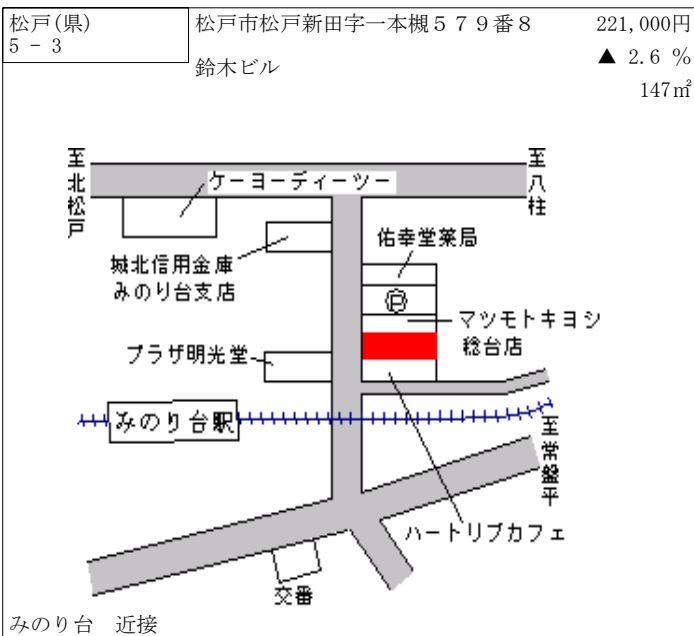 松戸(県)
5 - 3
松戸市松戸新田字一本槻５７９番８
鈴木ビル
221,000円
▲ 2.6 %
147㎡
至北松戸
ケーヨーディーツー
至八柱
佑幸堂薬局
城北信用金庫
みのり台支店
Ⓟ
マツモトキヨシ
稔台店
プラザ明光堂
みのり台駅
至常盤平
ハートリブカフェ
交番
みのり台　近接